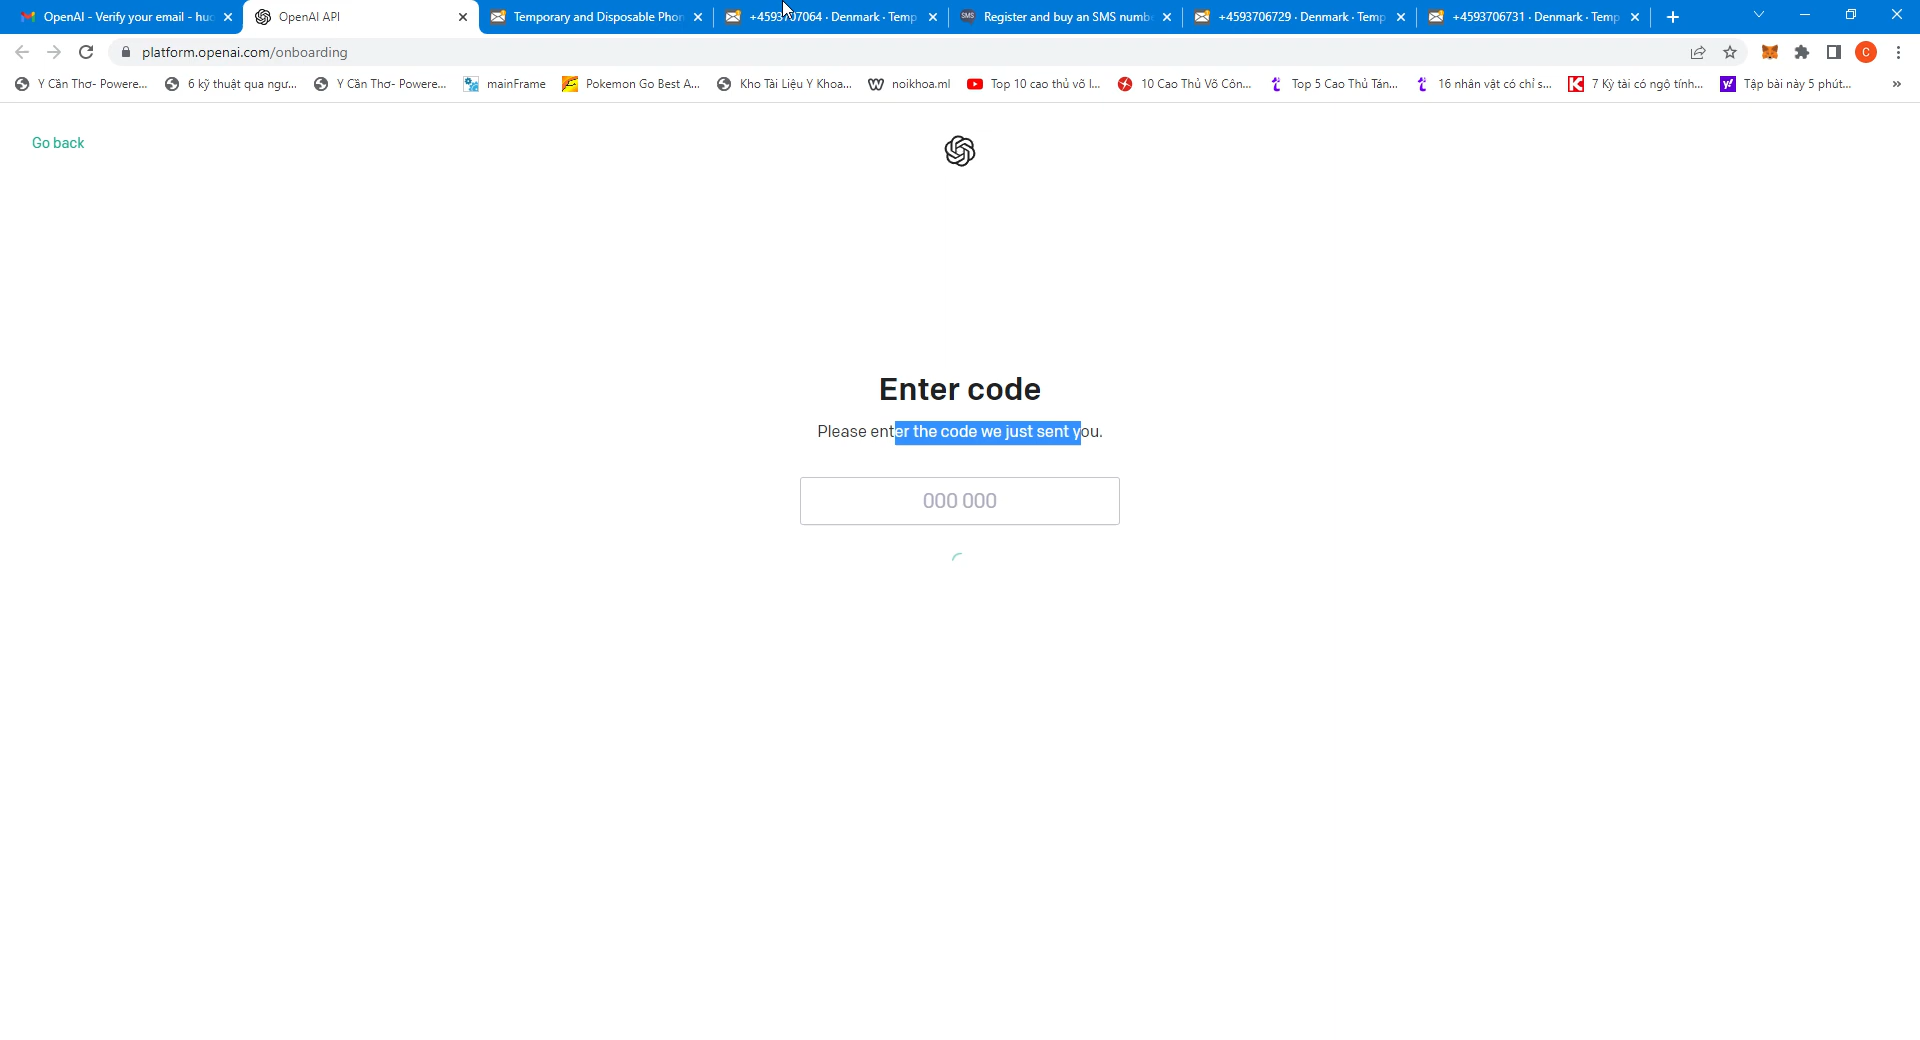 OpenAI - Verify your email - huc
OpenAI API
Temporary and Disposable Phon
+4593707064 · Denmark · Temp
SMS
Register and buy an SMS numbe
+4593706729 · Denmark · Temp
+4593706731 · Denmark · Temp
platform.openai.com/onboarding
C
Y Cần Thơ- Powere...
6 kỹ thuật qua ngư...
Y Cần Thơ- Powere...
mainFrame
Pokemon Go Best A...
Kho Tài Liệu Y Khoa...
noikhoa.ml
Top 10 cao thủ võ l...
10 Cao Thủ Võ Côn...
Top 5 Cao Thủ Tán...
16 nhân vật có chỉ s...
7 Kỳ tài có ngộ tính...
Tập bài này 5 phút...
Go back
Enter code
Please enter the code we just sent you.
000 000